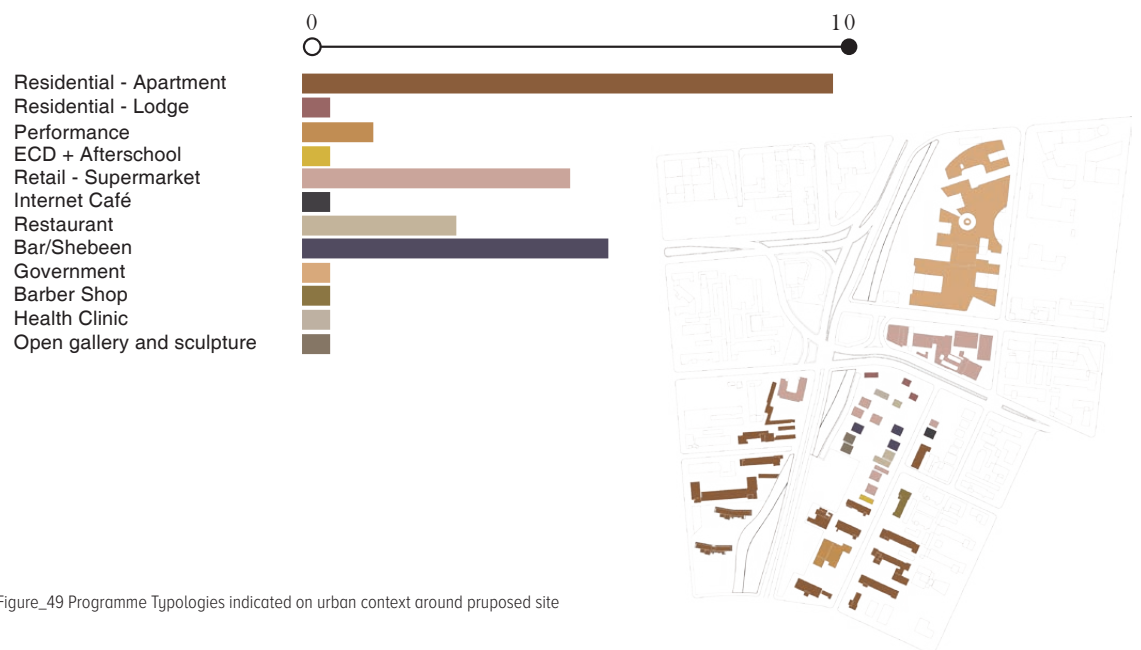 0 10
Residential - Apartment
Residential - Lodge
Performance
ECD + Afterschool
Retail - Supermarket
Internet Café
Restaurant
Bar/Shebeen
Government
Barber Shop
Health Clinic
Open gallery and sculpture
Figure_49 Programme Typologies indicated on urban context around pruposed site